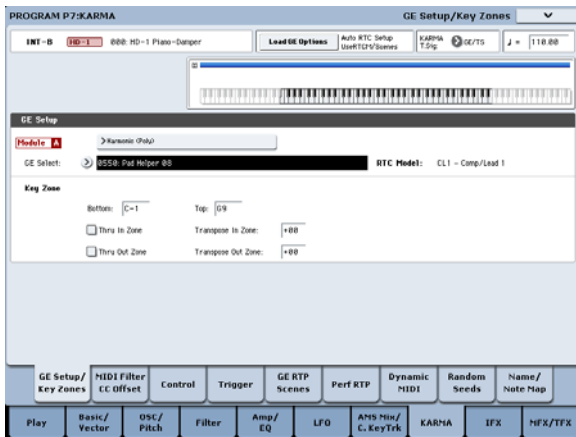 PROGRAM P7:KARMA GE Setup/Key Zones
INT-B HD-1 000: HD-1 Piano-Damper Load GE Options Auto RTC Setup UseRTCM/Scenes KARMA T.Sig GE/TS ♩ = 110.00
GE Setup
Module A >Harmonic (Poly)
GE Select: 0558: Pad Helper 08 RTC Model: CL1 - Comp/Lead 1
Key Zone
Bottom: C-1 Top: G9
Thru In Zone Transpose In Zone: +00
Thru Out Zone Transpose Out Zone: +00
GE Setup/ Key Zones MIDI Filter CC Offset Control Trigger GE RTP Scenes Perf RTP Dynamic MIDI Random Seeds Name/ Note Map
Play Basic/ Vector OSC/ Pitch Filter Amp/ EQ LFO AMS Mix/ C.KeyTrk KARMA IFX MFX/TFX